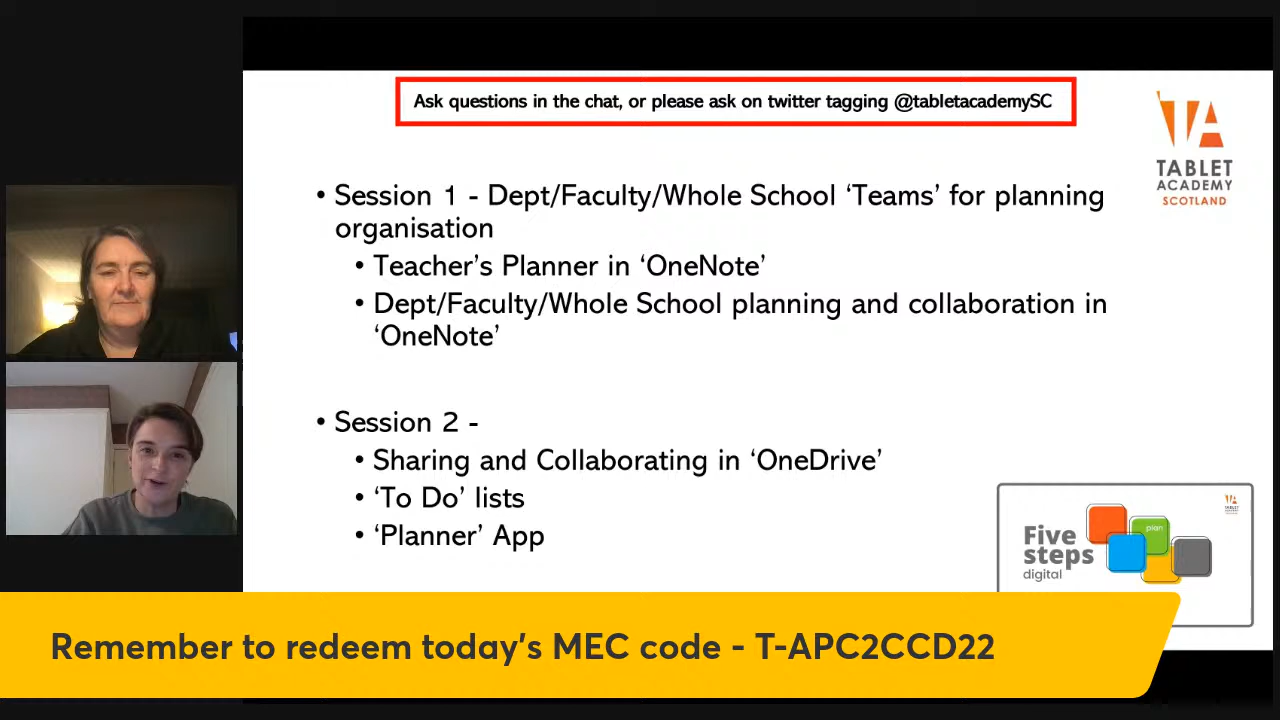 Ask questions in the chat, or please ask on twitter tagging @tabletacademySC
TABLET
ACADEMY
SCOTLAND
• Session 1 - Dept/Faculty/Whole School ‘Teams’ for planning
organisation
• Teacher’s Planner in ‘OneNote’
• Dept/Faculty/Whole School planning and collaboration in
‘OneNote’
• Session 2 -
• Sharing and Collaborating in ‘OneDrive’
• ‘To Do’ lists
• ‘Planner’ App
Five
steps
digital
plan
Remember to redeem today’s MEC code - T-APC2CCD22